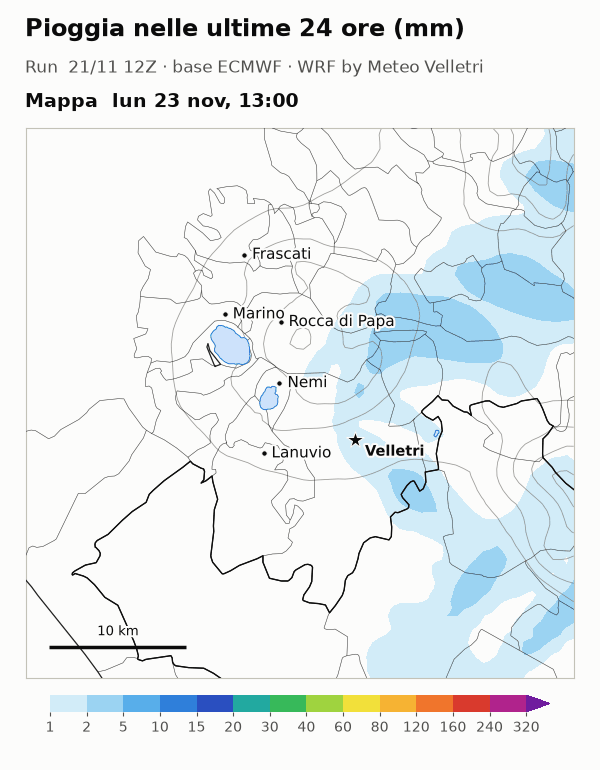 Pioggia nelle ultime 24 ore (mm)
Run  21/11 12Z · base ECMWF · WRF by Meteo Velletri
Mappa  lun 23 nov, 13:00
Frascati
Marino
Rocca di Papa
Nemi
Velletri
Lanuvio
10 km
1 2 5 10 15 20 30 40 60 80 120 160 240 320